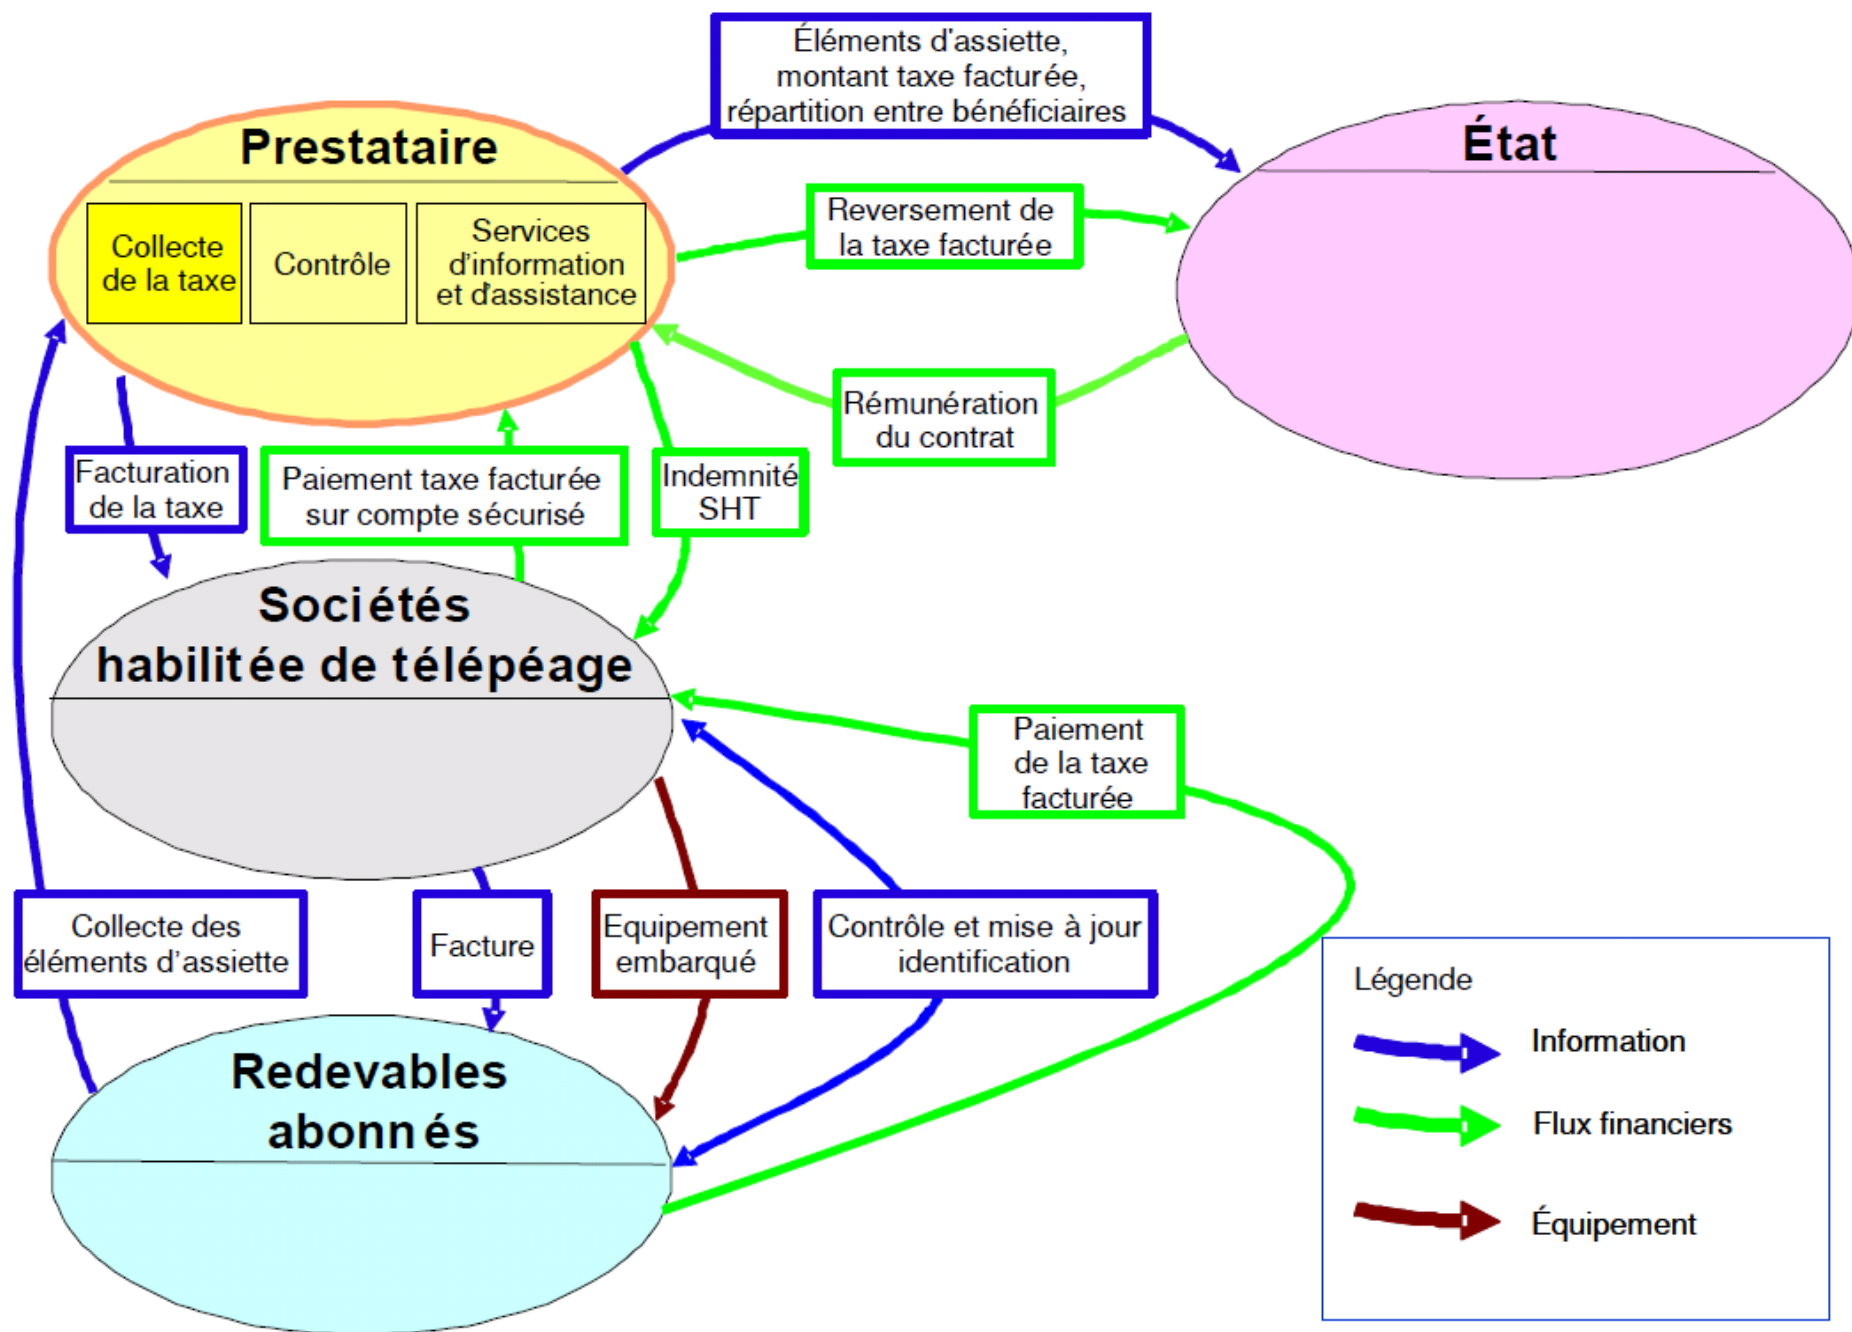 Éléments d'assiette,
montant taxe facturée,
répartition entre bénéficiaires
Prestataire
État
Collecte
de la taxe
Contrôle
Services
d'information
et d'assistance
Reversement de
la taxe facturée
Rémunération
du contrat
Facturation
de la taxe
Paiement taxe facturée
sur compte sécurisé
Indemnité
SHT
Sociétés
habilitée de télépéage
Paiement
de la taxe
facturée
Collecte des
éléments d'assiette
Facture
Equipement
embarqué
Contrôle et mise à jour
identification
Redevables
abonnés
Légende
Information
Flux financiers
Équipement